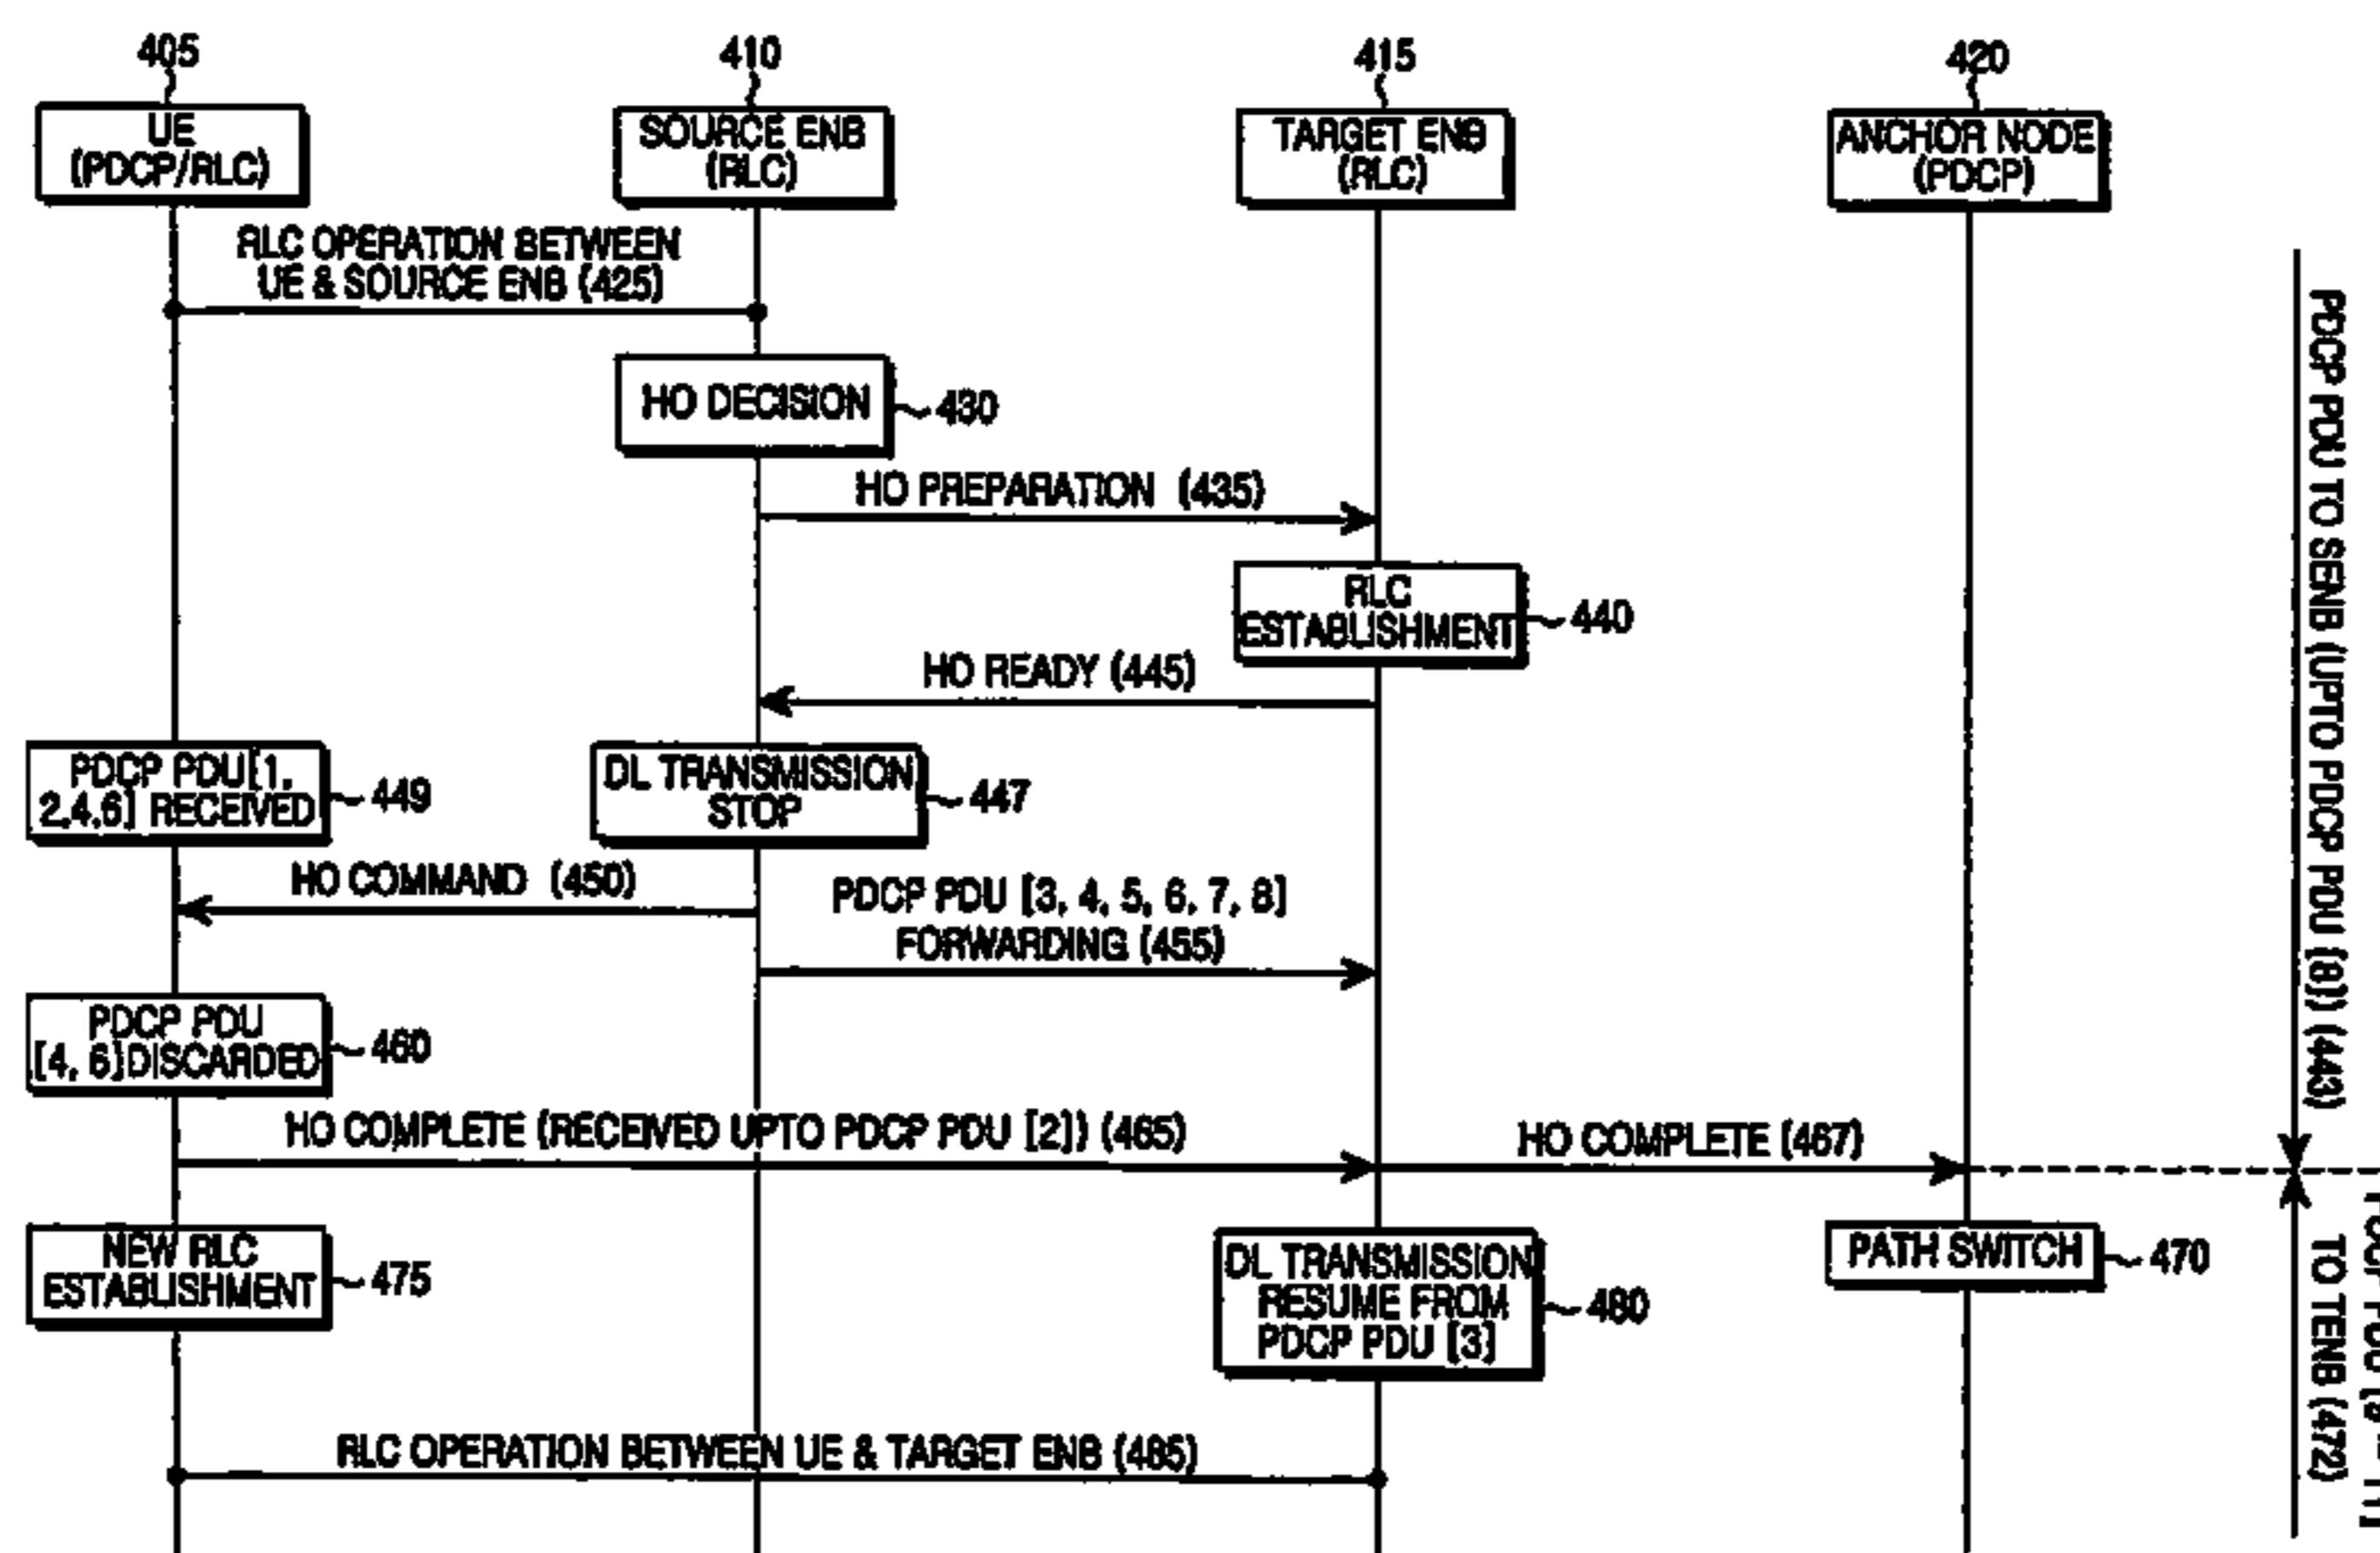 405
410
415
420
UE
(PDCP/RLC)
SOURCE ENB
(RLC)
TARGET ENB
(RLC)
ANCHOR NODE
(PDCP)
RLC OPERATION BETWEEN
UE & SOURCE ENB (425)
HO DECISION
430
HO PREPARATION (435)
RLC
ESTABLISHMENT
440
HO READY (445)
PDCP PDU[1,
2,4,6] RECEIVED
449
DL TRANSMISSION
STOP
447
HO COMMAND (450)
PDCP PDU [3, 4, 5, 6, 7, 8]
FORWARDING (455)
PDCP PDU
[4, 6]DISCARDED
460
HO COMPLETE (RECEIVED UPTO PDCP PDU [2]) (465)
HO COMPLETE (467)
NEW RLC
ESTABLISHMENT
475
DL TRANSMISSION
RESUME FROM
PDCP PDU [3]
480
PATH SWITCH
470
RLC OPERATION BETWEEN UE & TARGET ENB (485)
PDCP PDU TO SENB (UPTO PDCP PDU [8]) (443)
TO TENB (472)